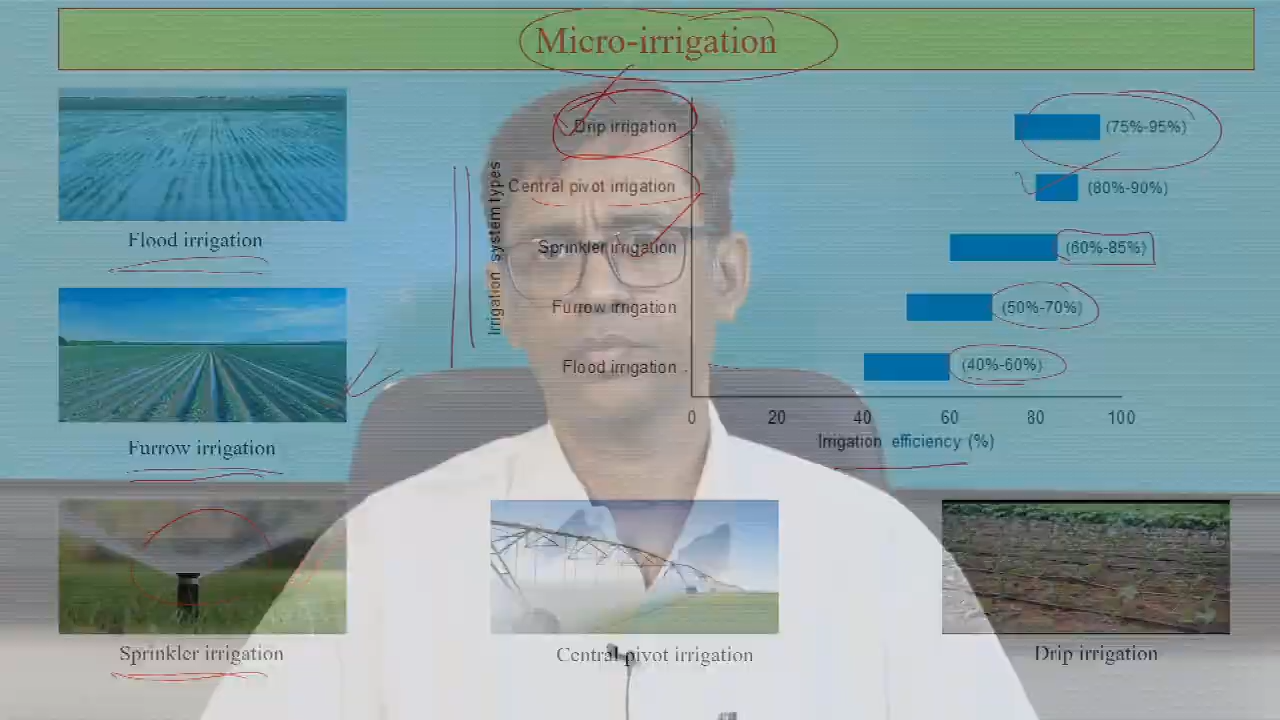 Micro-irrigation
Flood irrigation
Furrow irrigation
Sprinkler irrigation
Irrigation system types
Drip irrigation
(75%-95%)
Central pivot irrigation
(80%-90%)
Sprinkler irrigation
(60%-85%)
Furrow irrigation
(50%-70%)
Flood irrigation
(40%-60%)
0 20 40 60 80 100
Irrigation efficiency (%)
Central pivot irrigation
Drip irrigation